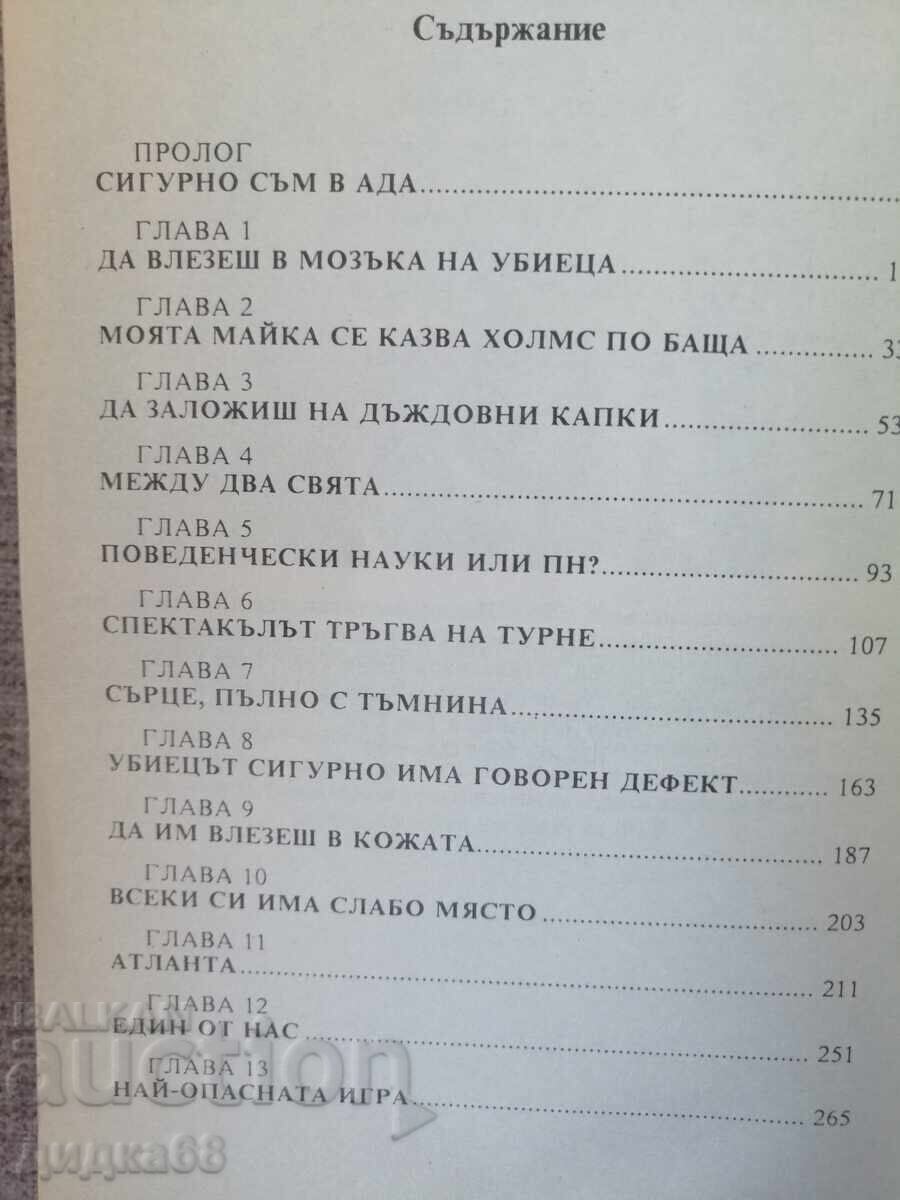 Съдържание
ПРОЛОГ
СИГУРНО СЪМ В АДА
ГЛАВА 1
ДА ВЛЕЗЕШ В МОЗЪКА НА УБИЕЦА
ГЛАВА 2
МОЯТА МАЙКА СЕ КАЗВА ХОЛМС ПО БАЩА
ГЛАВА 3
ДА ЗАЛОЖИШ НА ДЪЖДОВНИ КАПКИ 53
ГЛАВА 4
МЕЖДУ ДВА СВЯТА 71
ГЛАВА 5
ПОВЕДЕНЧЕСКИ НАУКИ ИЛИ ПН? 93
ГЛАВА 6
СПЕКТАКЪЛЪТ ТРЪГВА НА ТУРНЕ 107
ГЛАВА 7
СЪРЦЕ, ПЪЛНО С ТЪМНИНА 135
ГЛАВА 8
УБИЕЦЪТ СИГУРНО ИМА ГОВОРЕН ДЕФЕКТ 163
ГЛАВА 9
ДА ИМ ВЛЕЗЕШ В КОЖАТА 187
ГЛАВА 10
ВСЕКИ СИ ИМА СЛАБО МЯСТО 203
ГЛАВА 11
АТЛАНТА 211
ГЛАВА 12
ЕДИН ОТ НАС 251
ГЛАВА 13
НАЙ-ОПАСНАТА ИГРА 265
BALKAN
auction
дидка68